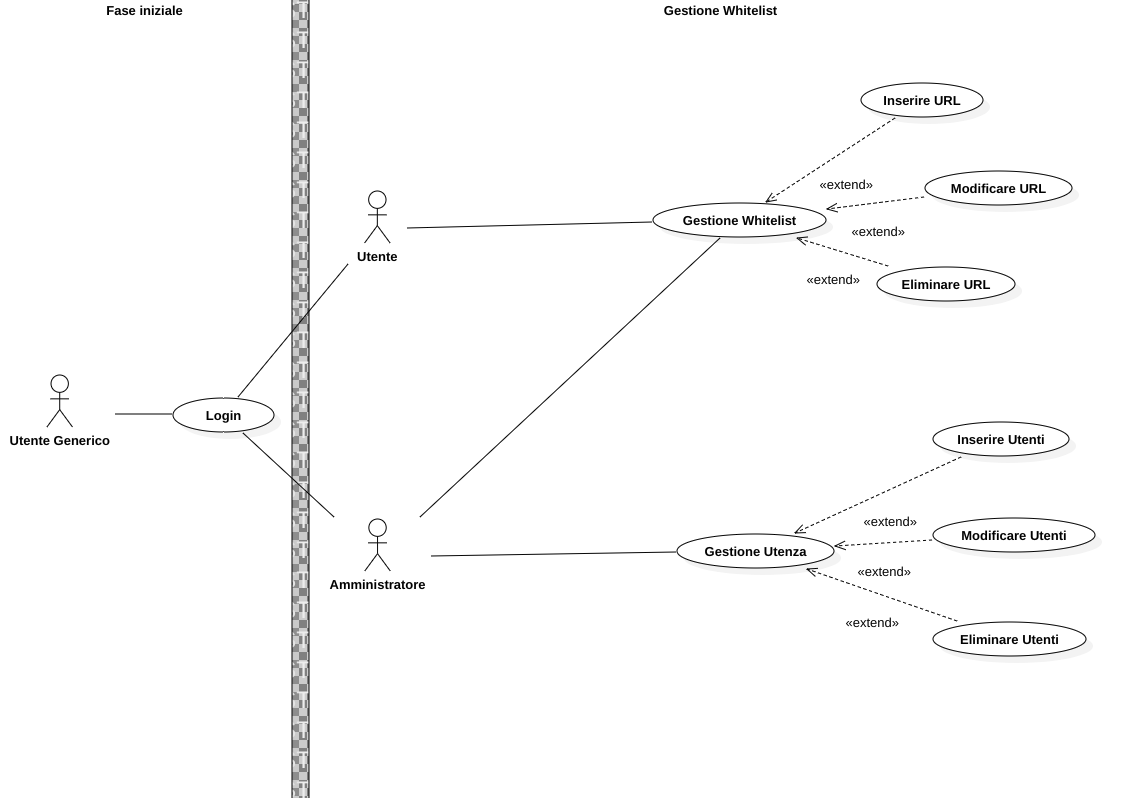 Fase iniziale
Gestione Whitelist
Inserire URL
«extend»
Modificare URL
Gestione Whitelist
«extend»
Utente
«extend»
Eliminare URL
Utente Generico
Login
Inserire Utenti
«extend»
Modificare Utenti
Gestione Utenza
«extend»
Amministratore
«extend»
Eliminare Utenti